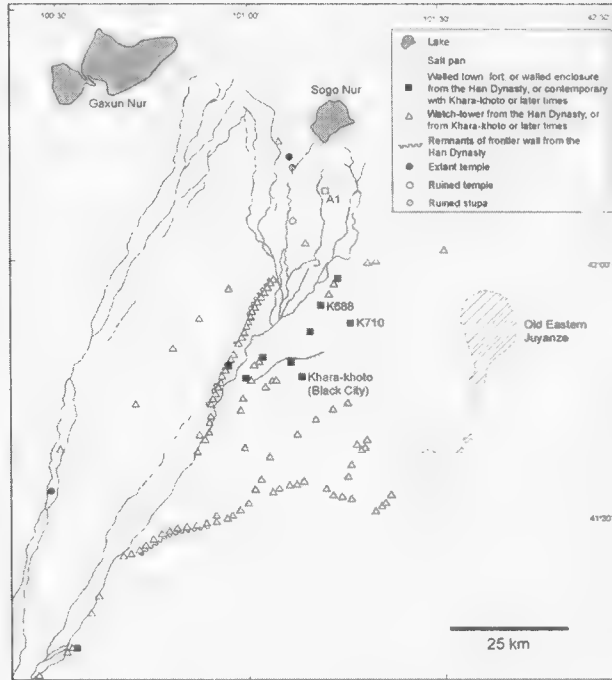 100°30'
101°00'
101°30'
42°30'
Gaxun Nur
Sogo Nur
Lake
Salt pan
Walled town, fort, or walled enclosure
from the Han Dynasty, or contemporary
with Khara-khoto or later times
Watch-tower from the Han Dynasty, or
from Khara-khoto or later times
Remnants of frontier wall from the
Han Dynasty
Extant temple
Ruined temple
Ruined stupa
A1
42°00'
K688
K710
Old Eastern
Juyanze
Khara-khoto
(Black City)
41°30'
25 km